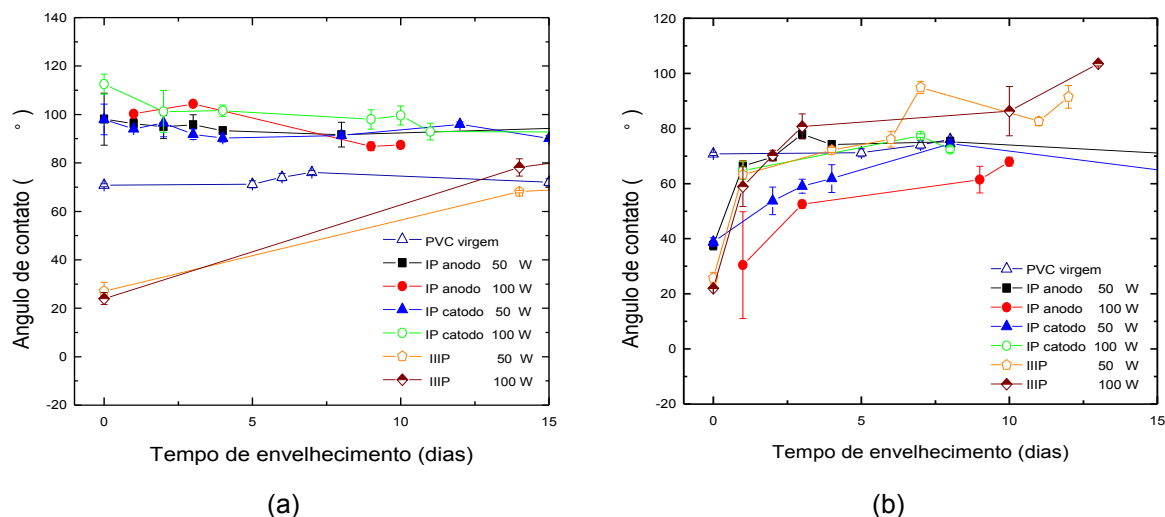 140
120
100
80
60
40
20
0
-20
Angulo de contato ( ° )
0 5 10 15
Tempo de envelhecimento (dias)
PVC virgem
IP anodo 50 W
IP anodo 100 W
IP catodo 50 W
IP catodo 100 W
IIIP 50 W
IIIP 100 W
(a)
120
100
80
60
40
20
0
-20
Angulo de contato ( ° )
0 5 10 15
Tempo de envelhecimento (dias)
PVC virgem
IP anodo 50 W
IP anodo 100 W
IP catodo 50 W
IP catodo 100 W
IIIP 50 W
IIIP 100 W
(b)